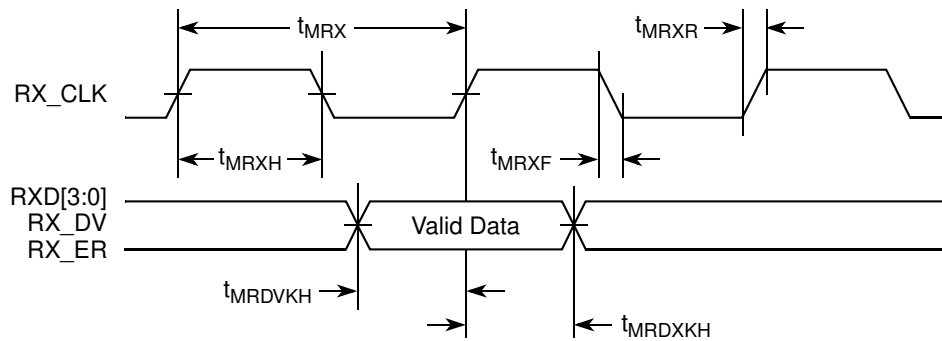 tMRX
tMRXR
RX_CLK
tMRXH
tMRXF
RXD[3:0]
RX_DV
Valid Data
RX_ER
tMRDVKH
tMRDXKH